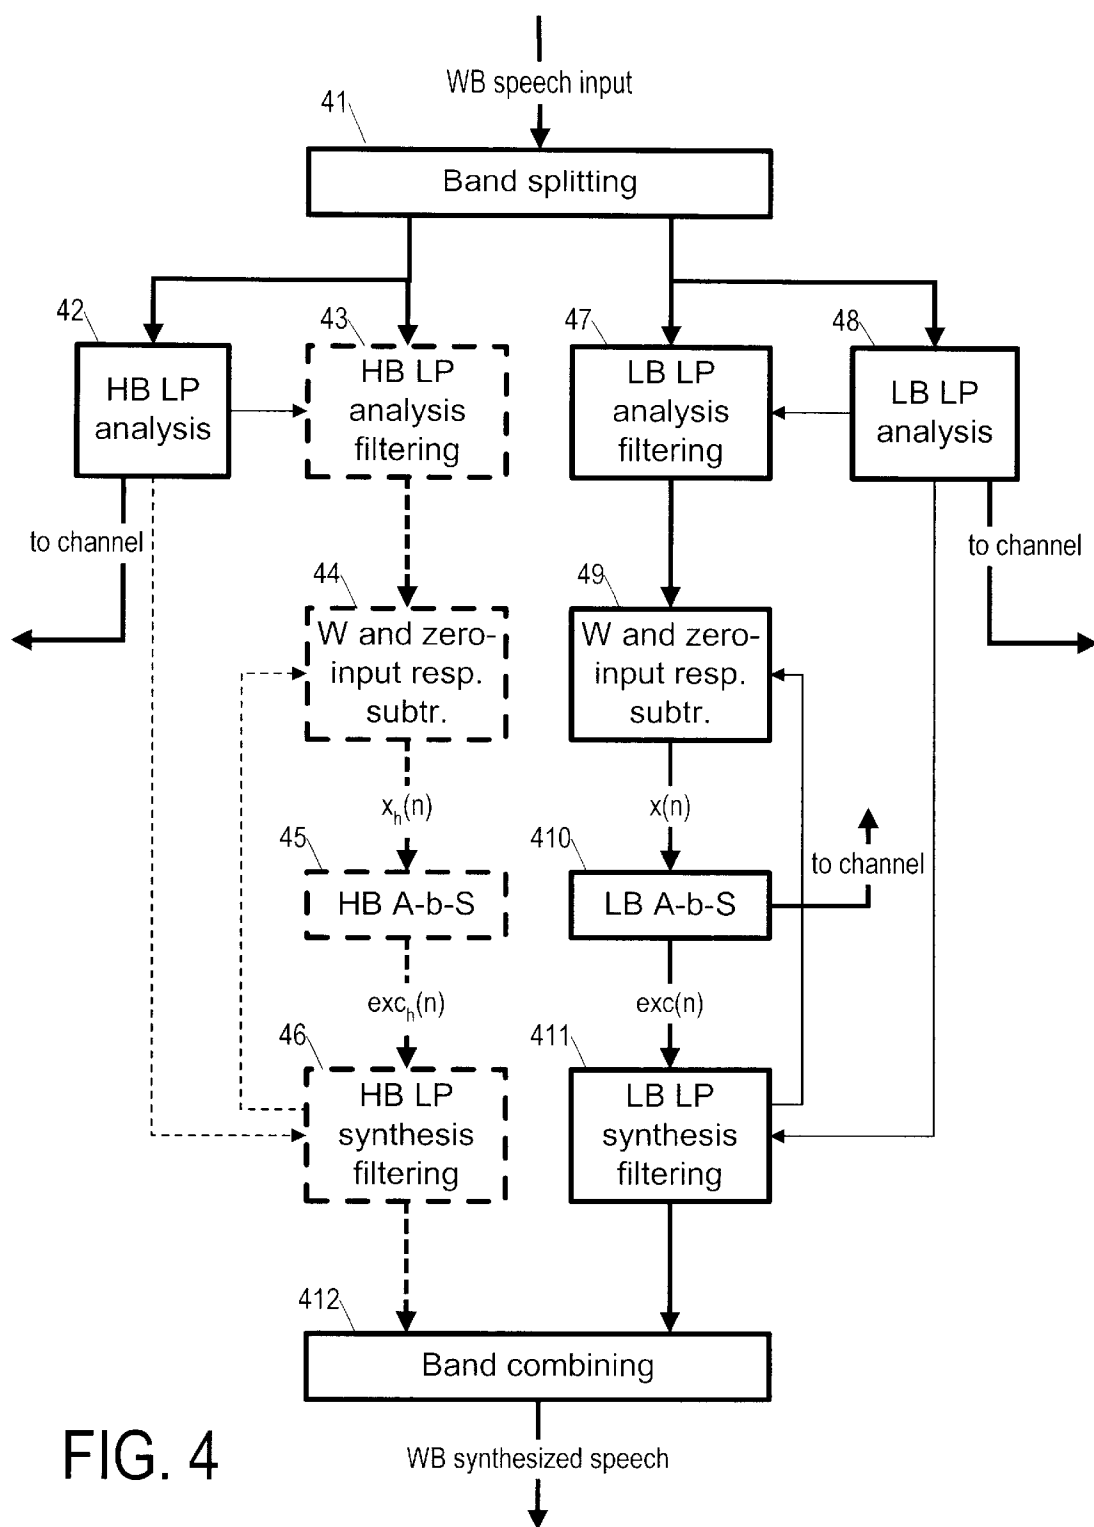 WB speech input
41
Band splitting
42
HB LP
analysis
43
HB LP
analysis
filtering
47
LB LP
analysis
filtering
48
LB LP
analysis
to channel
to channel
44
W and zero-
input resp.
subtr.
49
W and zero-
input resp.
subtr.
xh(n)
x(n)
45
HB A-b-S
410
LB A-b-S
to channel
exch(n)
exc(n)
46
HB LP
synthesis
filtering
411
LB LP
synthesis
filtering
412
Band combining
WB synthesized speech
FIG. 4